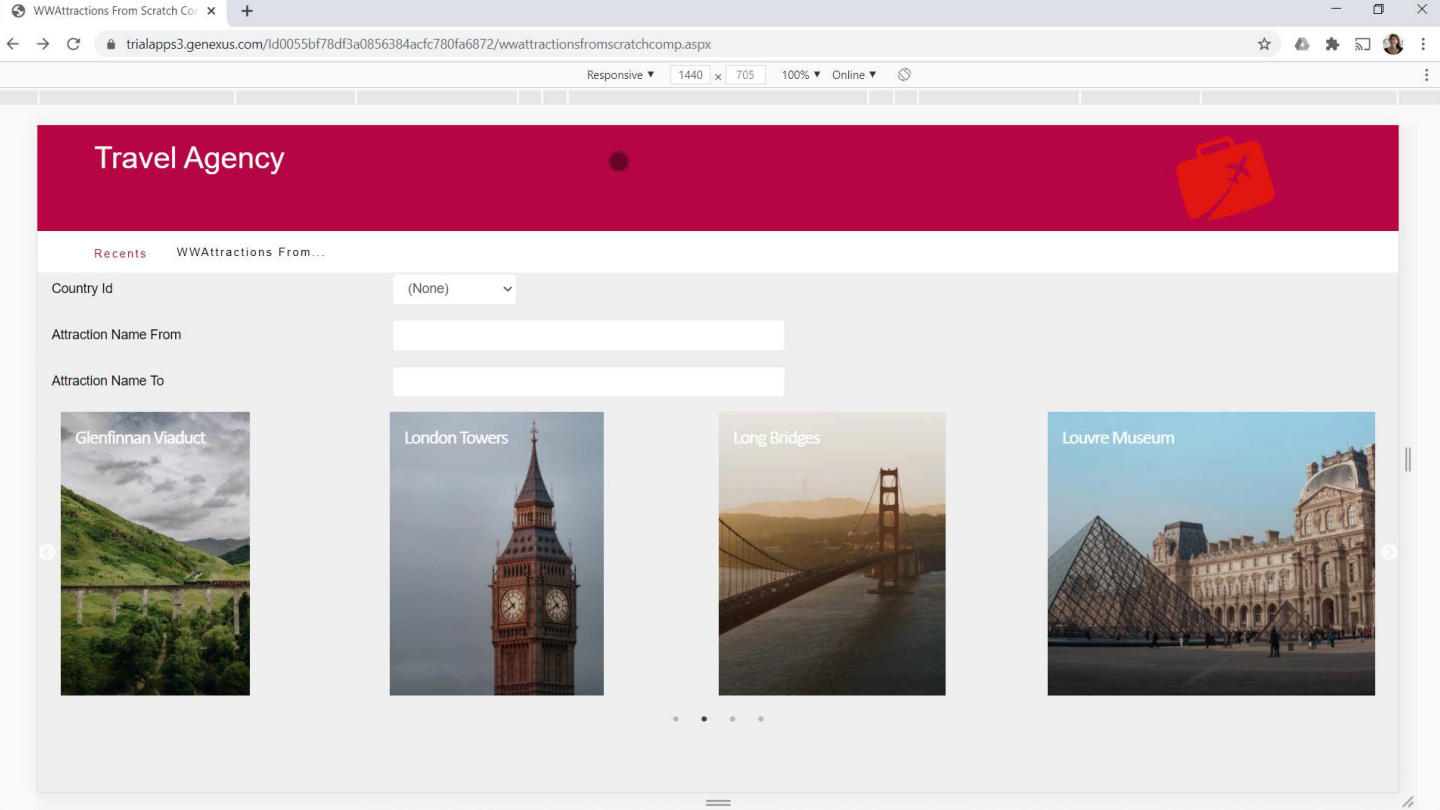 WWAttractions From Scratch Co
trialapps3.genexus.com/Id0055bf78df3a0856384acfc780fa6872/wwattractionsfromscratchcomp.aspx
Responsive ▼ 1440 x 705 100% ▼ Online ▼
Travel Agency
Recents WWAttractions From...
Country Id (None)
Attraction Name From
Attraction Name To
Glenfinnan Viaduct London Towers Long Bridges Louvre Museum